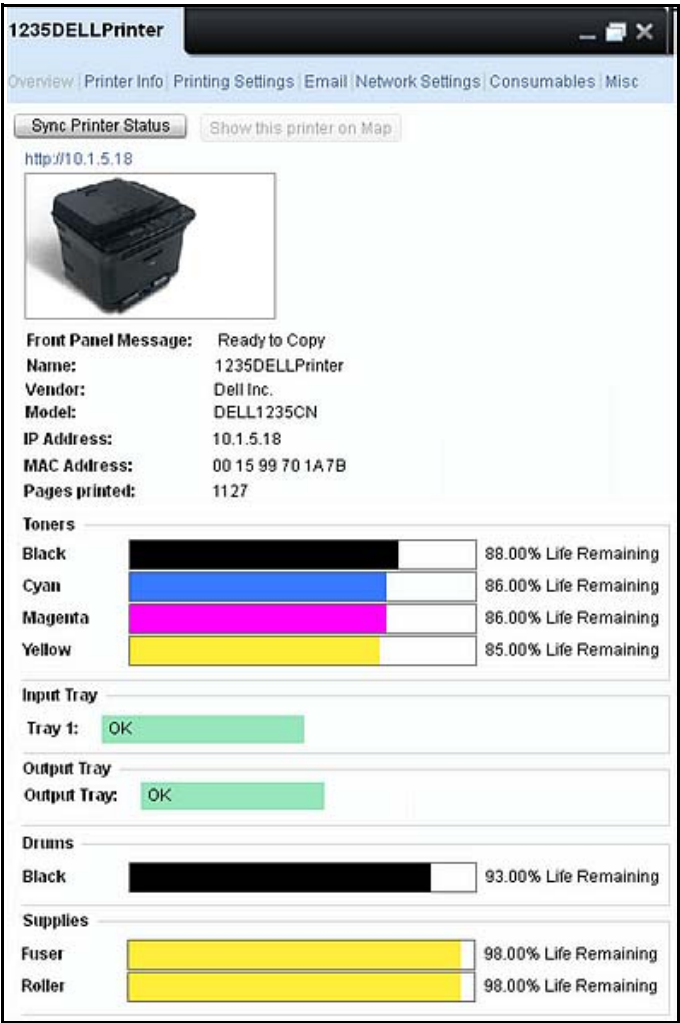 1235DELLPrinter
Overview | Printer Info | Printing Settings | Email | Network Settings | Consumables | Misc
Sync Printer Status Show this printer on Map
http://10.1.5.18
Front Panel Message: Ready to Copy
Name: 1235DELLPrinter
Vendor: Dell Inc.
Model: DELL1235CN
IP Address: 10.1.5.18
MAC Address: 00 15 99 70 1A7B
Pages printed: 1127
Toners
Black 88.00% Life Remaining
Cyan 86.00% Life Remaining
Magenta 86.00% Life Remaining
Yellow 85.00% Life Remaining
Input Tray
Tray 1: OK
Output Tray
Output Tray: OK
Drums
Black 93.00% Life Remaining
Supplies
Fuser 98.00% Life Remaining
Roller 98.00% Life Remaining